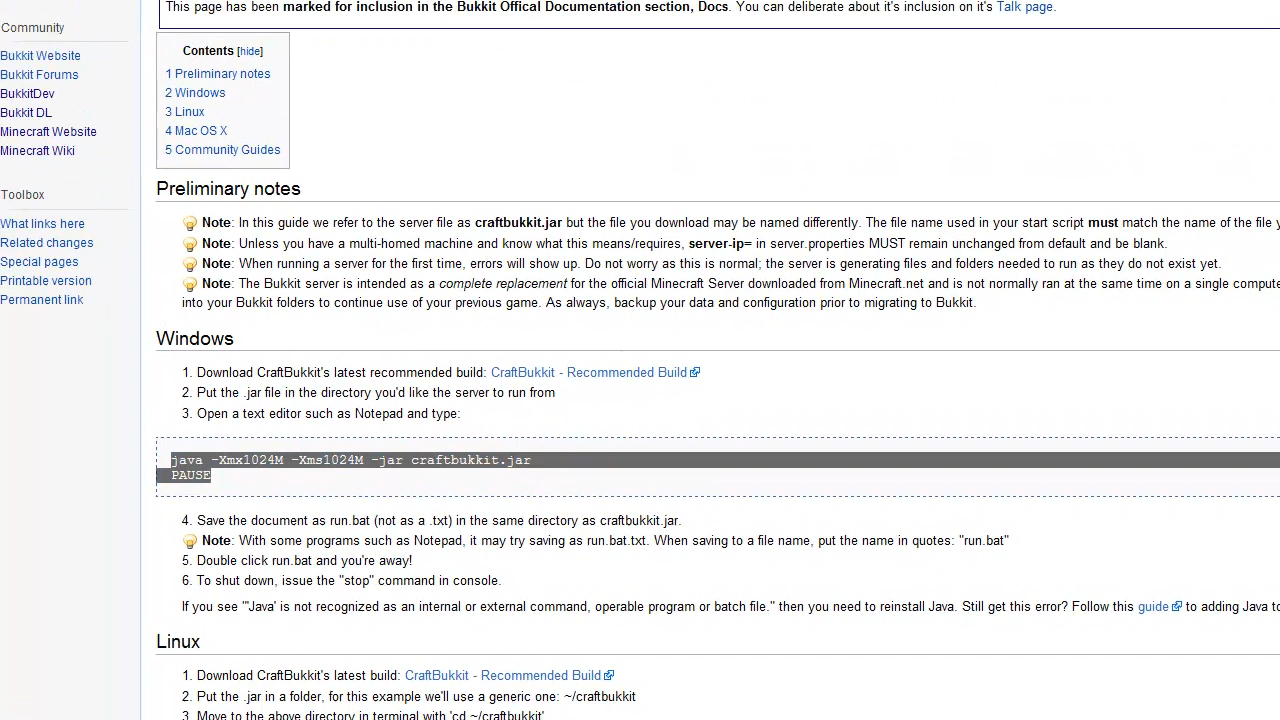 This page has been marked for inclusion in the Bukkit Offical Documentation section, Docs. You can deliberate about it's inclusion on it's Talk page.
Community
Bukkit Website
Bukkit Forums
BukkitDev
Bukkit DL
Minecraft Website
Minecraft Wiki
Toolbox
What links here
Related changes
Special pages
Printable version
Permanent link
Contents [hide]
1 Preliminary notes
2 Windows
3 Linux
4 Mac OS X
5 Community Guides
Preliminary notes
Note: In this guide we refer to the server file as craftbukkit.jar but the file you download may be named differently. The file name used in your start script must match the name of the file
Note: Unless you have a multi-homed machine and know what this means/requires, server-ip= in server.properties MUST remain unchanged from default and be blank.
Note: When running a server for the first time, errors will show up. Do not worry as this is normal; the server is generating files and folders needed to run as they do not exist yet.
Note: The Bukkit server is intended as a complete replacement for the official Minecraft Server downloaded from Minecraft.net and is not normally ran at the same time on a single compute
into your Bukkit folders to continue use of your previous game. As always, backup your data and configuration prior to migrating to Bukkit.
Windows
1. Download CraftBukkit's latest recommended build: CraftBukkit - Recommended Build
2. Put the .jar file in the directory you'd like the server to run from
3. Open a text editor such as Notepad and type:
java -Xmx1024M -Xms1024M -jar craftbukkit.jar
PAUSE
4. Save the document as run.bat (not as a .txt) in the same directory as craftbukkit.jar.
Note: With some programs such as Notepad, it may try saving as run.bat.txt. When saving to a file name, put the name in quotes: "run.bat"
5. Double click run.bat and you're away!
6. To shut down, issue the "stop" command in console.
If you see "'Java' is not recognized as an internal or external command, operable program or batch file." then you need to reinstall Java. Still get this error? Follow this guide to adding Java to
Linux
1. Download CraftBukkit's latest build: CraftBukkit - Recommended Build
2. Put the .jar in a folder, for this example we'll use a generic one: ~/craftbukkit
3. Move to the above directory in terminal with 'cd ~/craftbukkit'